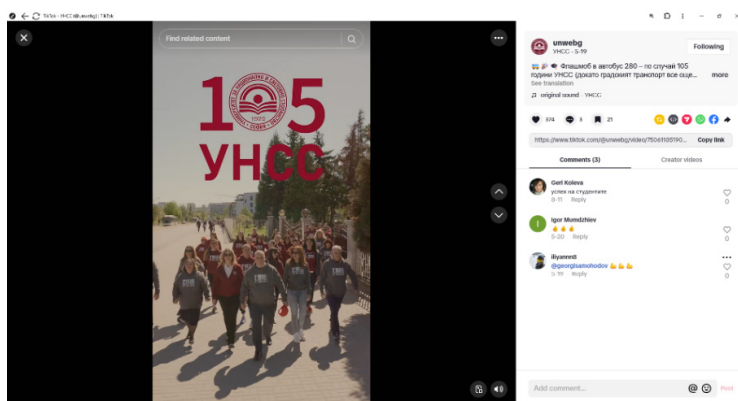 TikTok - УНСС (@unwebg) | TikTok
Find related content
105
1920
УНСС
unwebg
УНСС · 5-19
Following
Флашмоб в автобус 280 – по случай 105
години УНСС (докато градският транспорт все още... more
See translation
original sound УНСС
374
3
21
Copy link
Comments (3)
Creator videos
Geri Koleva
успех на студентите
8-11 Reply
0
Igor Mumdzhiev
🔥🔥🔥
5-20 Reply
0
iliyannn8
@georgisamohodov 💪💪💪
5-19 Reply
0
Add comment...
Post